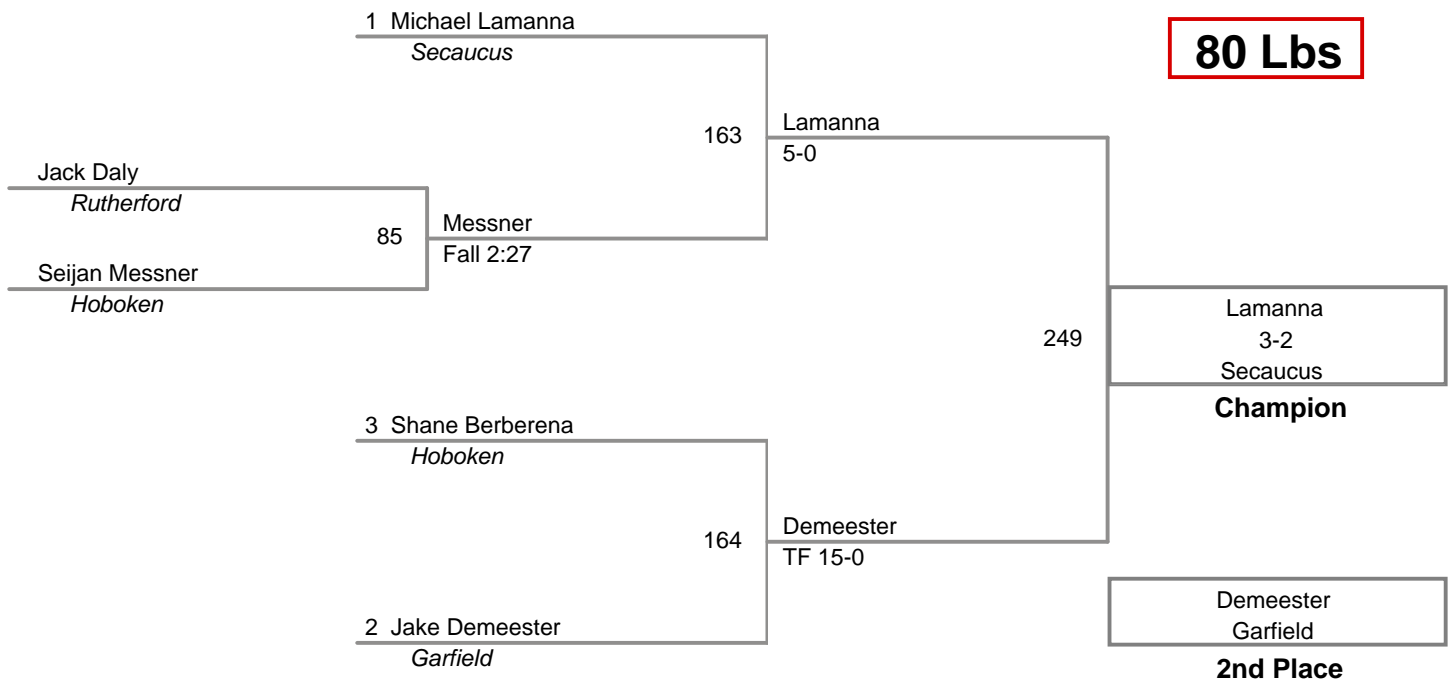 1 Michael Lamanna
Secaucus
80 Lbs
163
Lamanna
5-0
Jack Daly
Rutherford
85
Messner
Fall 2:27
Seijan Messner
Hoboken
249
Lamanna
3-2
Secaucus
Champion
3 Shane Berberena
Hoboken
164
Demeester
TF 15-0
2 Jake Demeester
Garfield
Demeester
Garfield
2nd Place